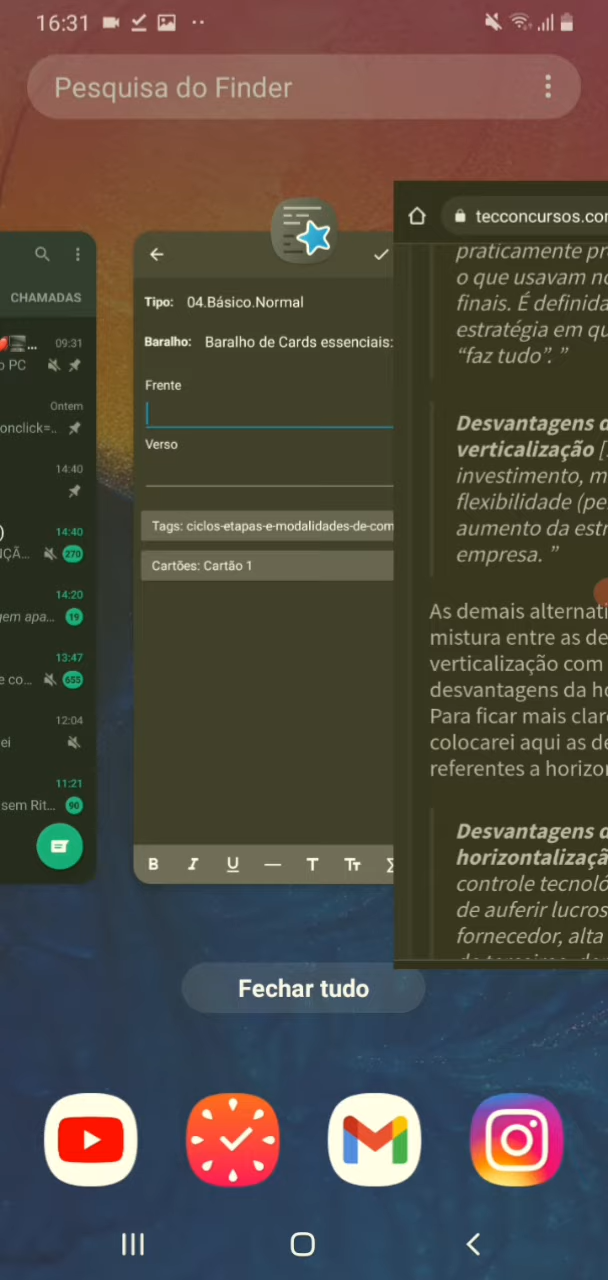 16:31
Pesquisa do Finder
CHAMADAS
09:31
o PC
Ontem
onclick=..
14:40
)
14:40
NÇÃ... 270
14:20
gem apa... 19
13:47
e co... 655
12:04
ei
11:21
sem Rit... 90
Tipo: 04.Básico.Normal
Baralho: Baralho de Cards essenciais:
Frente
Verso
Tags: ciclos-etapas-e-modalidades-de-com
Cartões: Cartão 1
B I U — T Tт Σ
tecconcursos.com
praticamente pr
o que usavam no
finais. É definida
estratégia em qu
“faz tudo”. ”
Desvantagens d
verticalização [
investimento, m
flexibilidade (pe
aumento da estr
empresa. ”
As demais alternati
mistura entre as de
verticalização com
desvantagens da ho
Para ficar mais clar
colocarei aqui as de
referentes a horizon
Desvantagens d
horizontalizaçã
controle tecnoló
de auferir lucros
fornecedor, alta
Fechar tudo